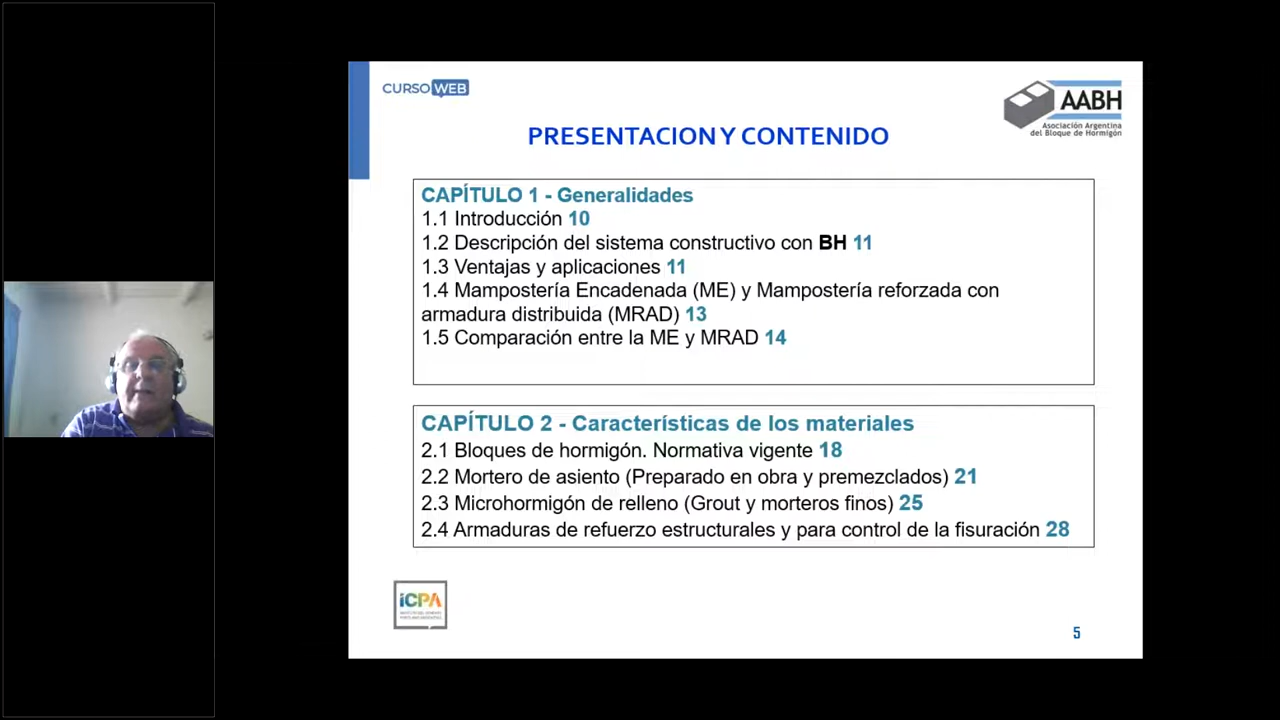 CURSO WEB
AABH
Asociación Argentina
del Bloque de Hormigón
PRESENTACION Y CONTENIDO
CAPÍTULO 1 - Generalidades
1.1 Introducción 10
1.2 Descripción del sistema constructivo con BH 11
1.3 Ventajas y aplicaciones 11
1.4 Mampostería Encadenada (ME) y Mampostería reforzada con
armadura distribuida (MRAD) 13
1.5 Comparación entre la ME y MRAD 14
CAPÍTULO 2 - Características de los materiales
2.1 Bloques de hormigón. Normativa vigente 18
2.2 Mortero de asiento (Preparado en obra y premezclados) 21
2.3 Microhormigón de relleno (Grout y morteros finos) 25
2.4 Armaduras de refuerzo estructurales y para control de la fisuración 28
iCPA
5